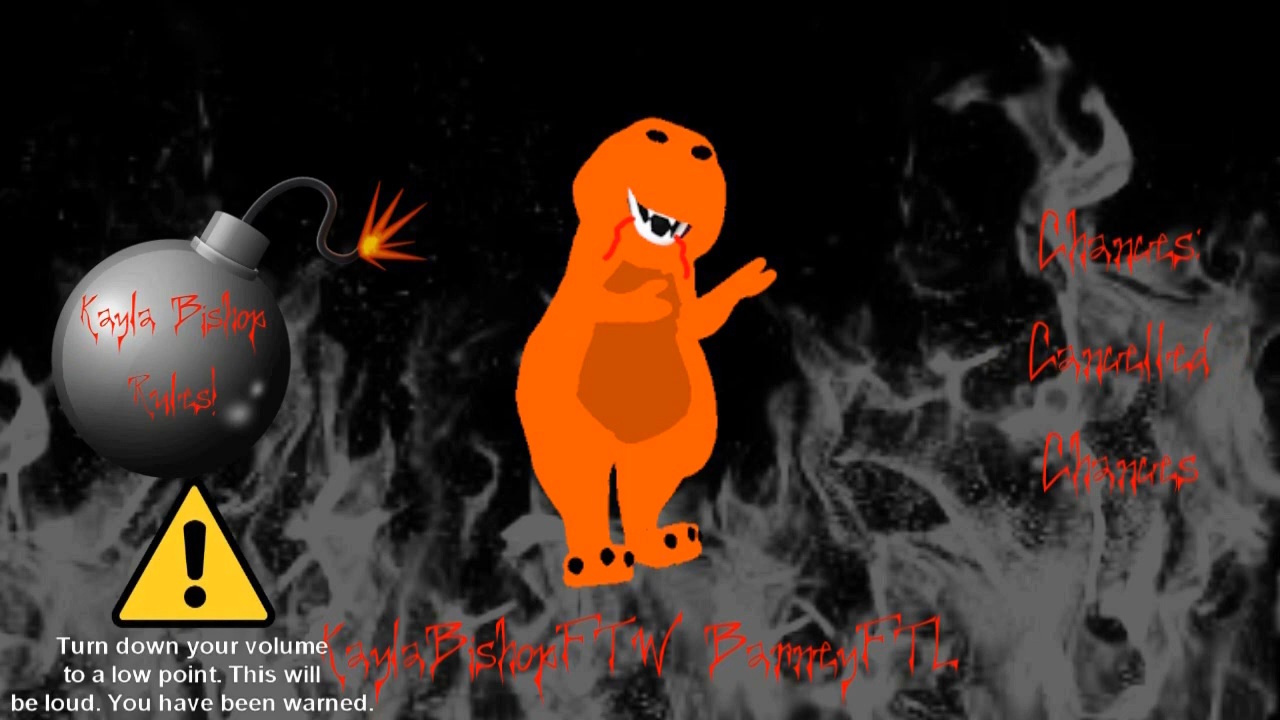 Kayla Bishop
Rules!
Chances:
Cancelled
Chances
Turn down your volume
to a low point. This will
be loud. You have been warned.
KaylaBishopFTW BarneyFTL